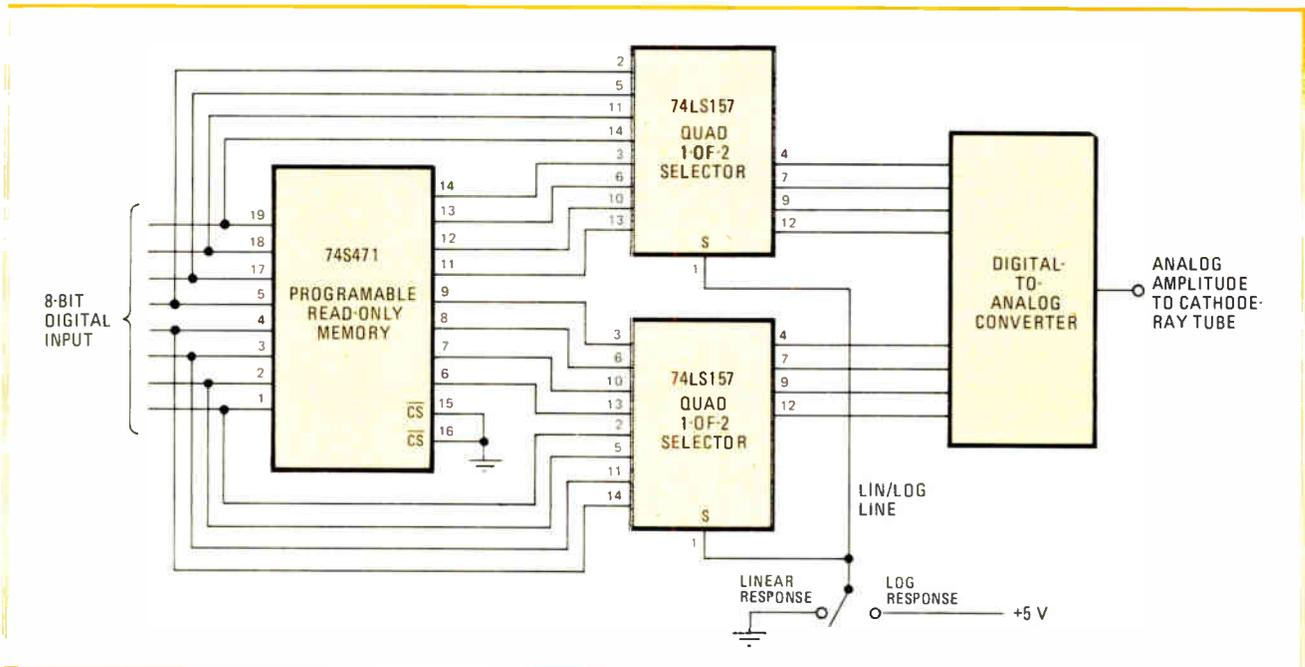 8-BIT
DIGITAL
INPUT
19
18
17
5
4
3
2
1
74S471
PROGRAMABLE
READ-ONLY
MEMORY
14
13
12
11
9
8
7
6
CS 15
CS 16
2
5
11
14
3
6
10
13
74LS157
QUAD
1-OF-2
SELECTOR
S
1
4
7
9
12
3
6
10
13
2
5
11
14
74LS157
QUAD
1-OF-2
SELECTOR
S
1
4
7
9
12
DIGITAL-
TO-
ANALOG
CONVERTER
ANALOG
AMPLITUDE
TO CATHODE-
RAY TUBE
LIN/LOG
LINE
LINEAR
RESPONSE
LOG
RESPONSE
+5 V